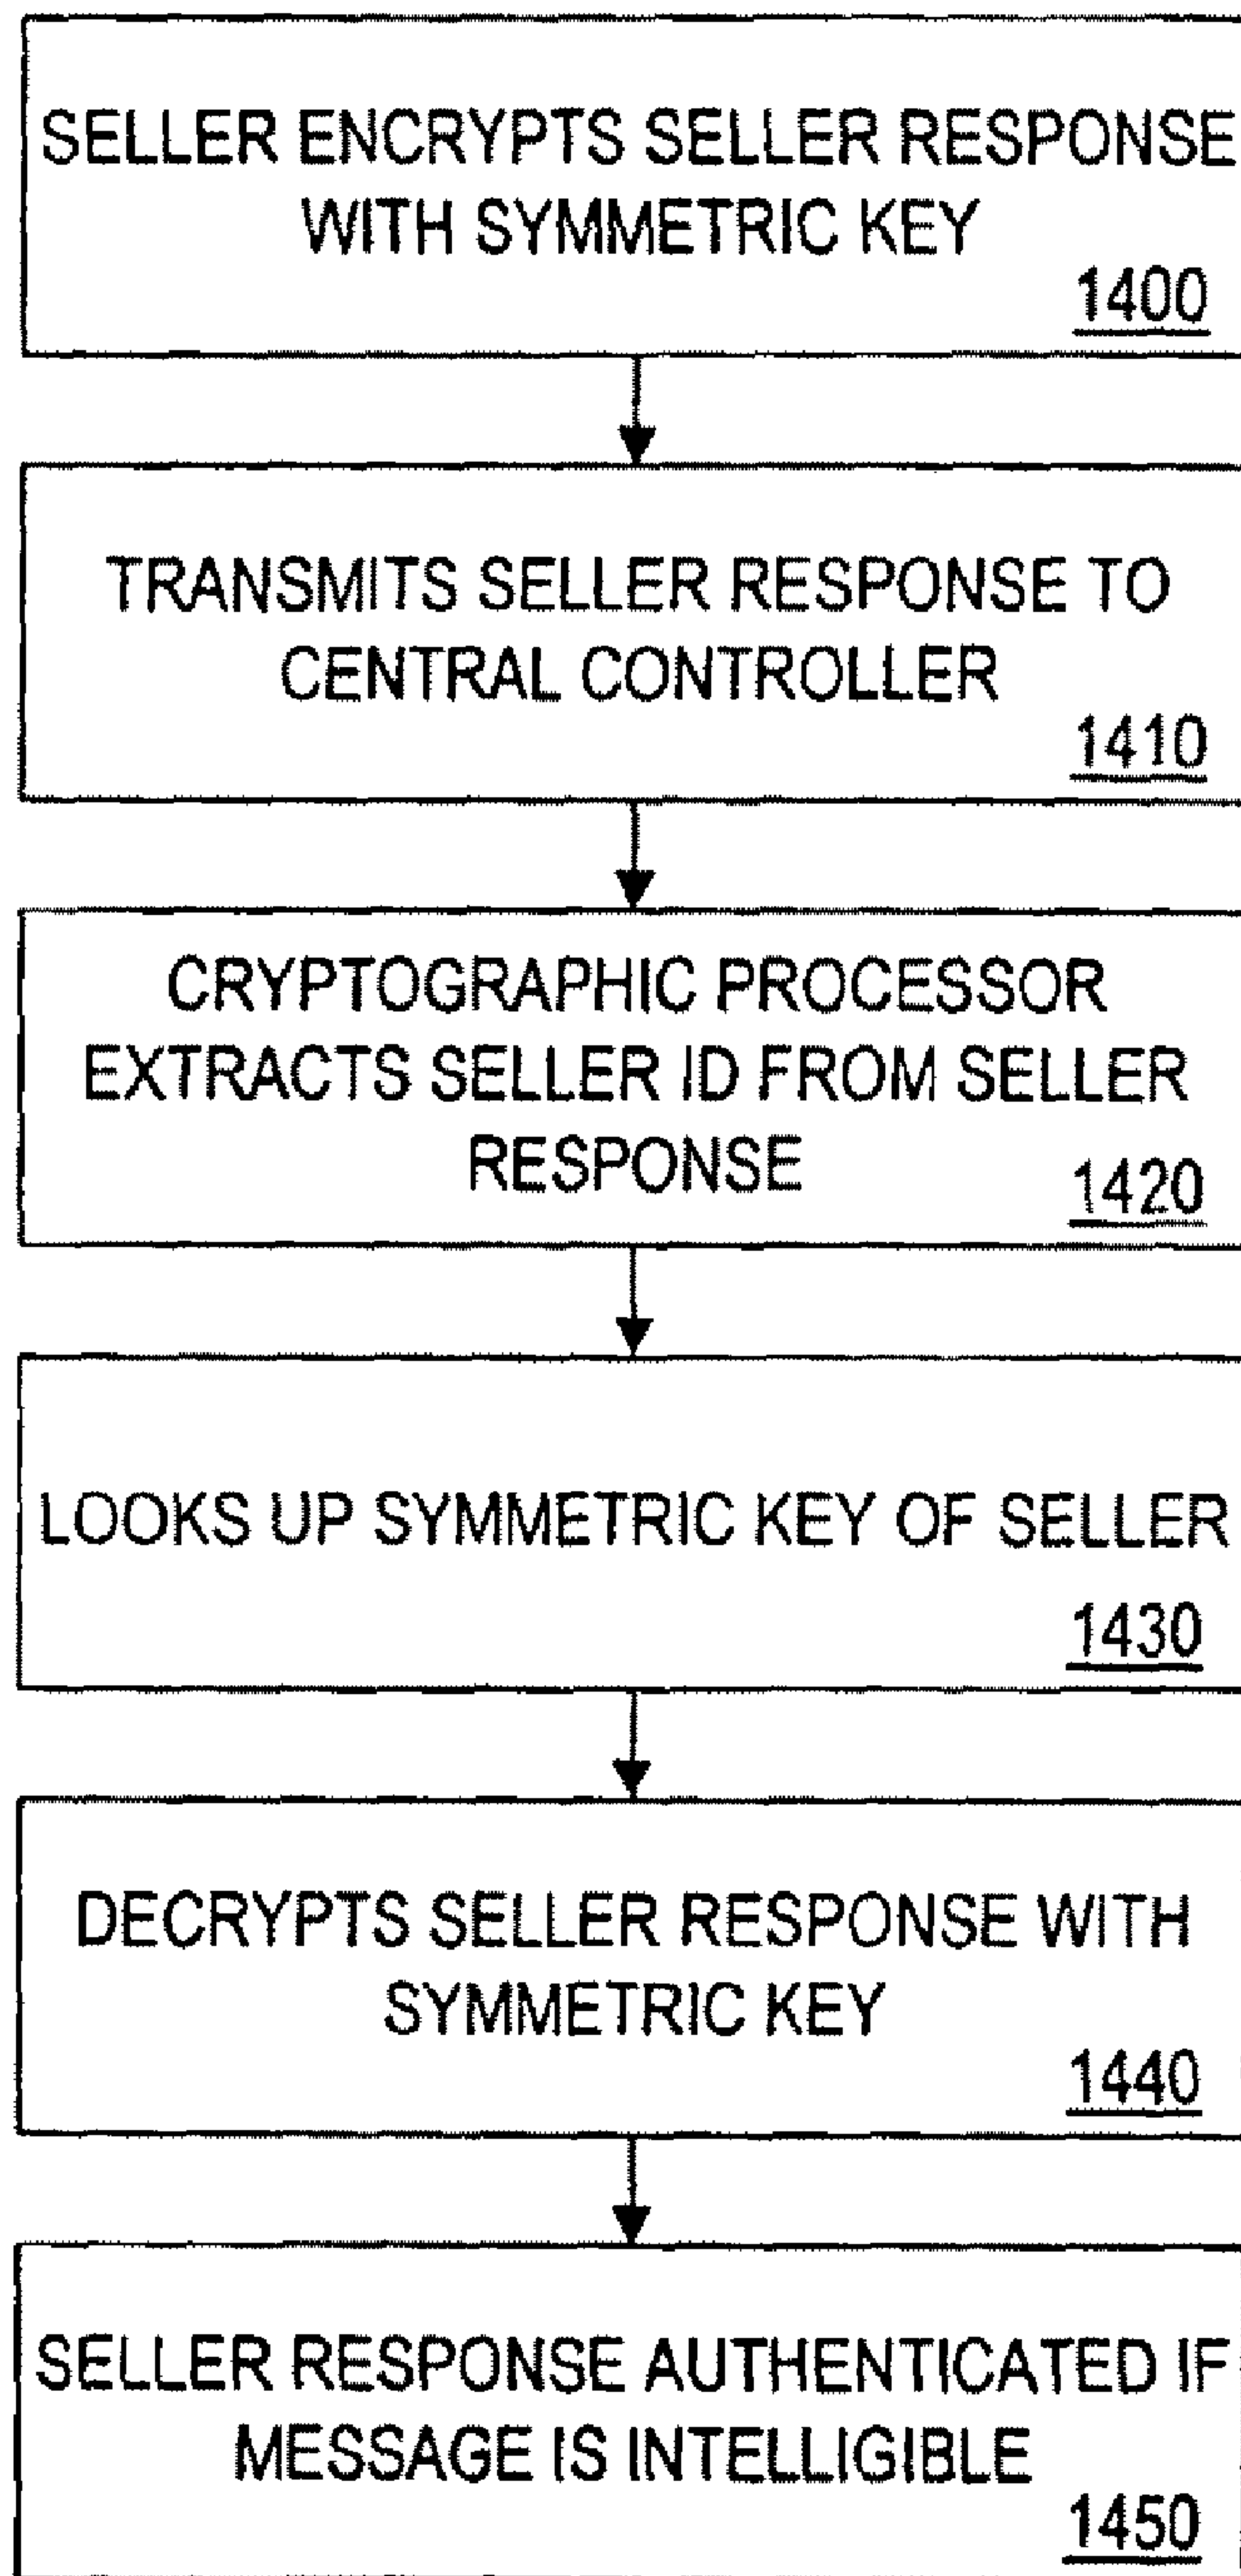 SELLER ENCRYPTS SELLER RESPONSE
WITH SYMMETRIC KEY
1400
TRANSMITS SELLER RESPONSE TO
CENTRAL CONTROLLER
1410
CRYPTOGRAPHIC PROCESSOR
EXTRACTS SELLER ID FROM SELLER
RESPONSE
1420
LOOKS UP SYMMETRIC KEY OF SELLER
1430
DECRYPTS SELLER RESPONSE WITH
SYMMETRIC KEY
1440
SELLER RESPONSE AUTHENTICATED IF
MESSAGE IS INTELLIGIBLE
1450